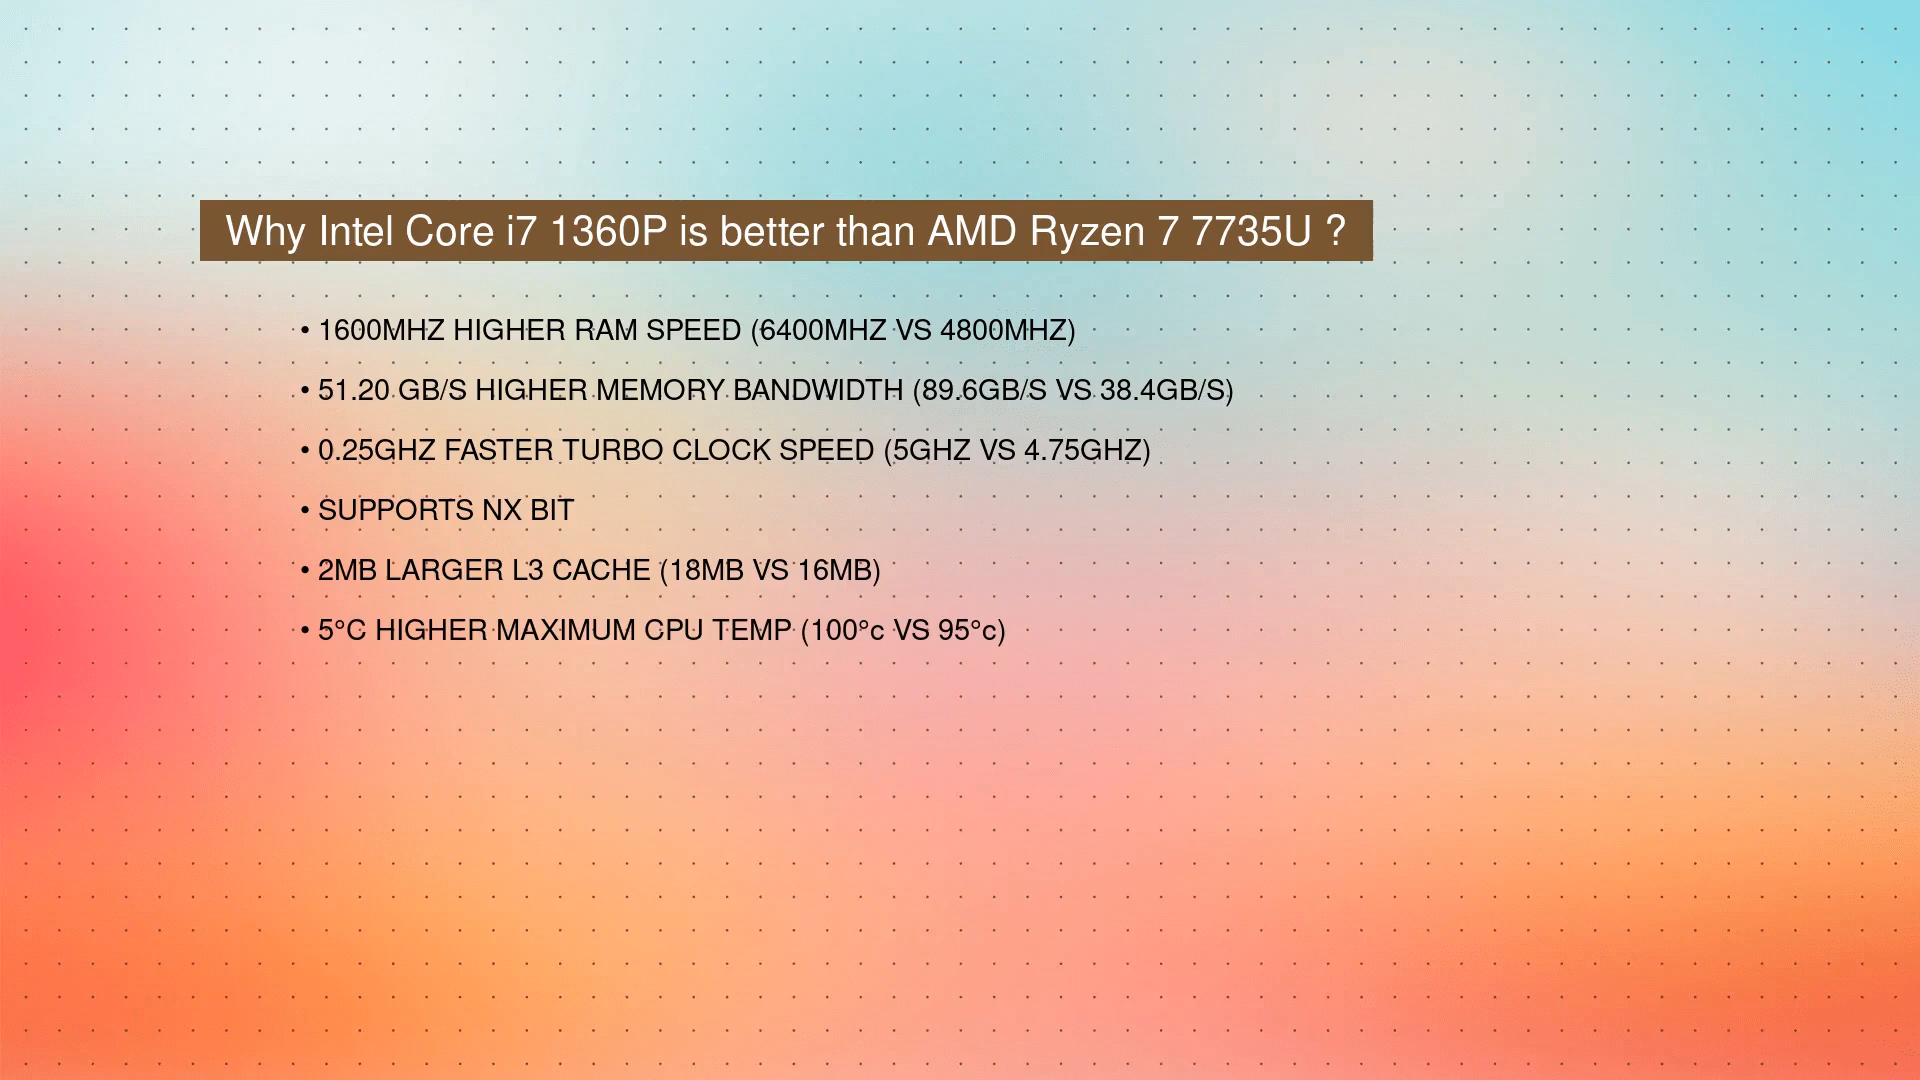 Why Intel Core i7 1360P is better than AMD Ryzen 7 7735U ?
• 1600MHZ HIGHER RAM SPEED (6400MHZ VS 4800MHZ)
• 51.20 GB/S HIGHER MEMORY BANDWIDTH (89.6GB/S VS 38.4GB/S)
• 0.25GHZ FASTER TURBO CLOCK SPEED (5GHZ VS 4.75GHZ)
• SUPPORTS NX BIT
• 2MB LARGER L3 CACHE (18MB VS 16MB)
• 5°C HIGHER MAXIMUM CPU TEMP (100°c VS 95°c)